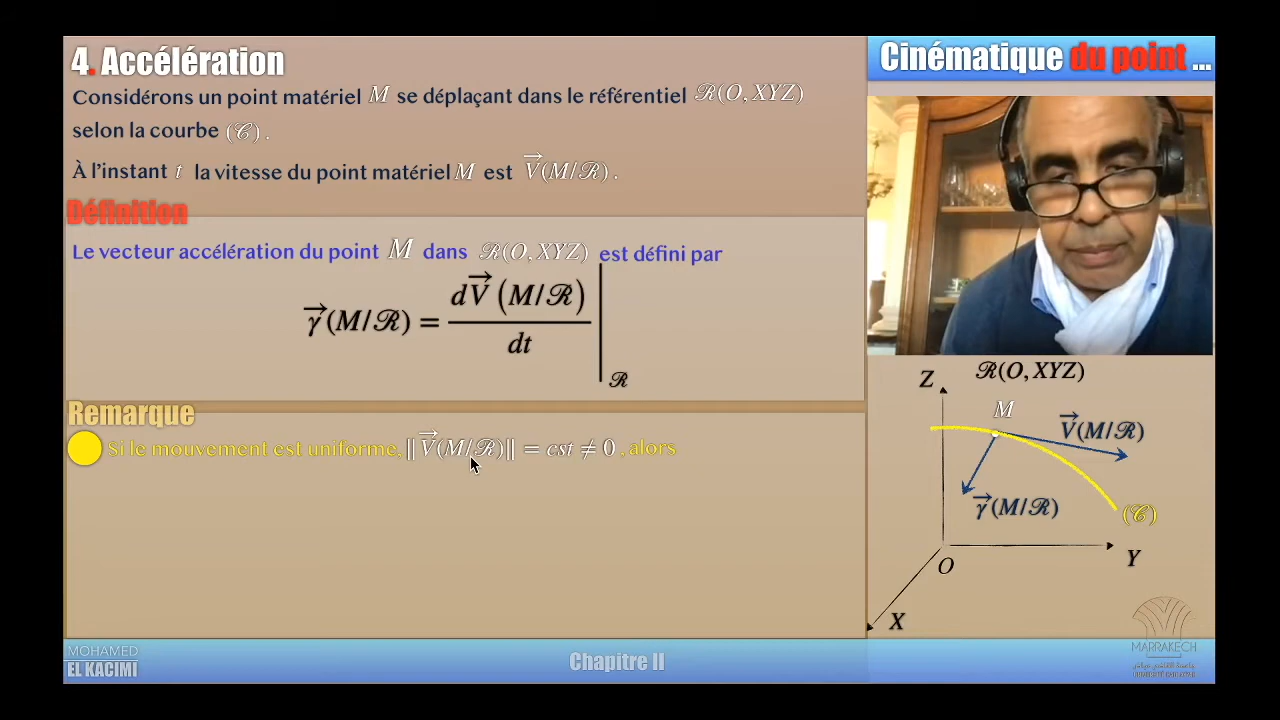 4. Accélération
Cinématique du point ...
Considérons un point matériel M se déplaçant dans le référentiel ℛ(O, XYZ)
selon la courbe (𝒞).
À l'instant t la vitesse du point matériel M est V⃗(M/ℛ).
Définition
Le vecteur accélération du point M dans ℛ(O, XYZ) est défini par
γ⃗(M/ℛ) = dV⃗(M/ℛ)/dt |ℛ
Remarque
Si le mouvement est uniforme, ||V⃗(M/ℛ)|| = cst ≠ 0, alors
Z
ℛ(O, XYZ)
M
V⃗(M/ℛ)
γ⃗(M/ℛ)
(𝒞)
O
Y
X
MOHAMED
EL KACIMI
Chapitre II
MARRAKECH